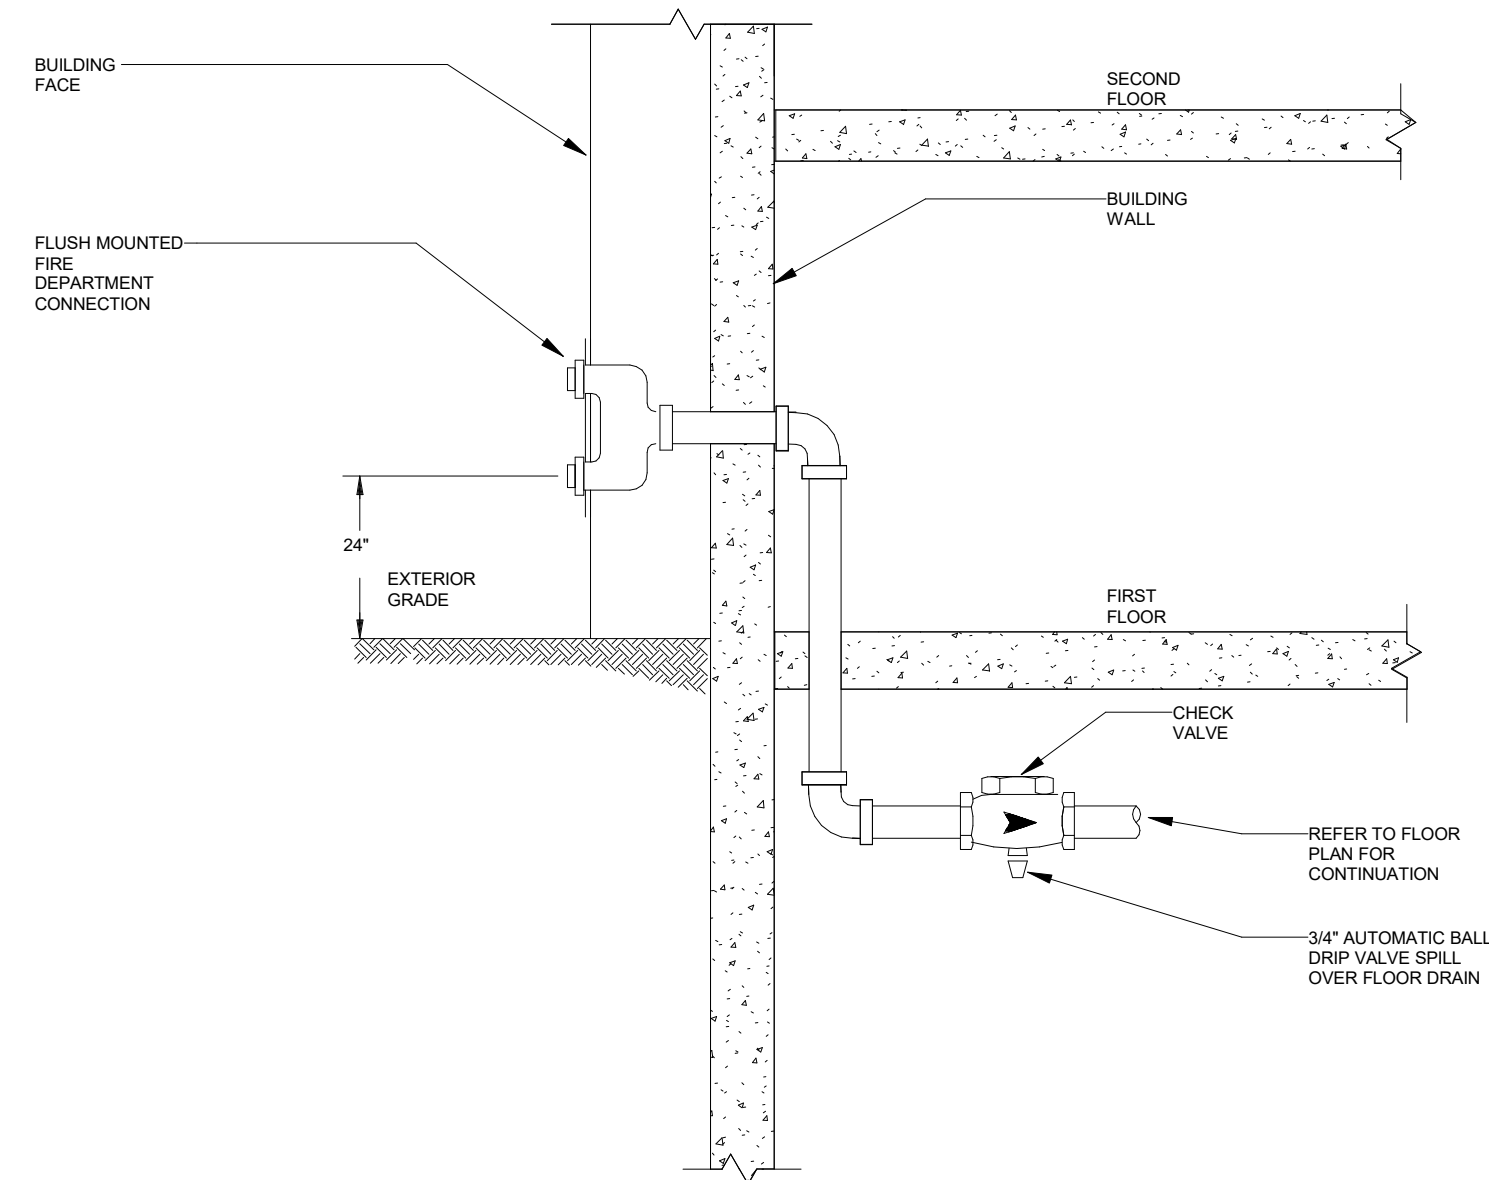 BUILDING
FACE
SECOND
FLOOR
BUILDING
WALL
FLUSH MOUNTED
FIRE
DEPARTMENT
CONNECTION
24"
EXTERIOR
GRADE
FIRST
FLOOR
CHECK
VALVE
REFER TO FLOOR
PLAN FOR
CONTINUATION
3/4" AUTOMATIC BALL
DRIP VALVE SPILL
OVER FLOOR DRAIN